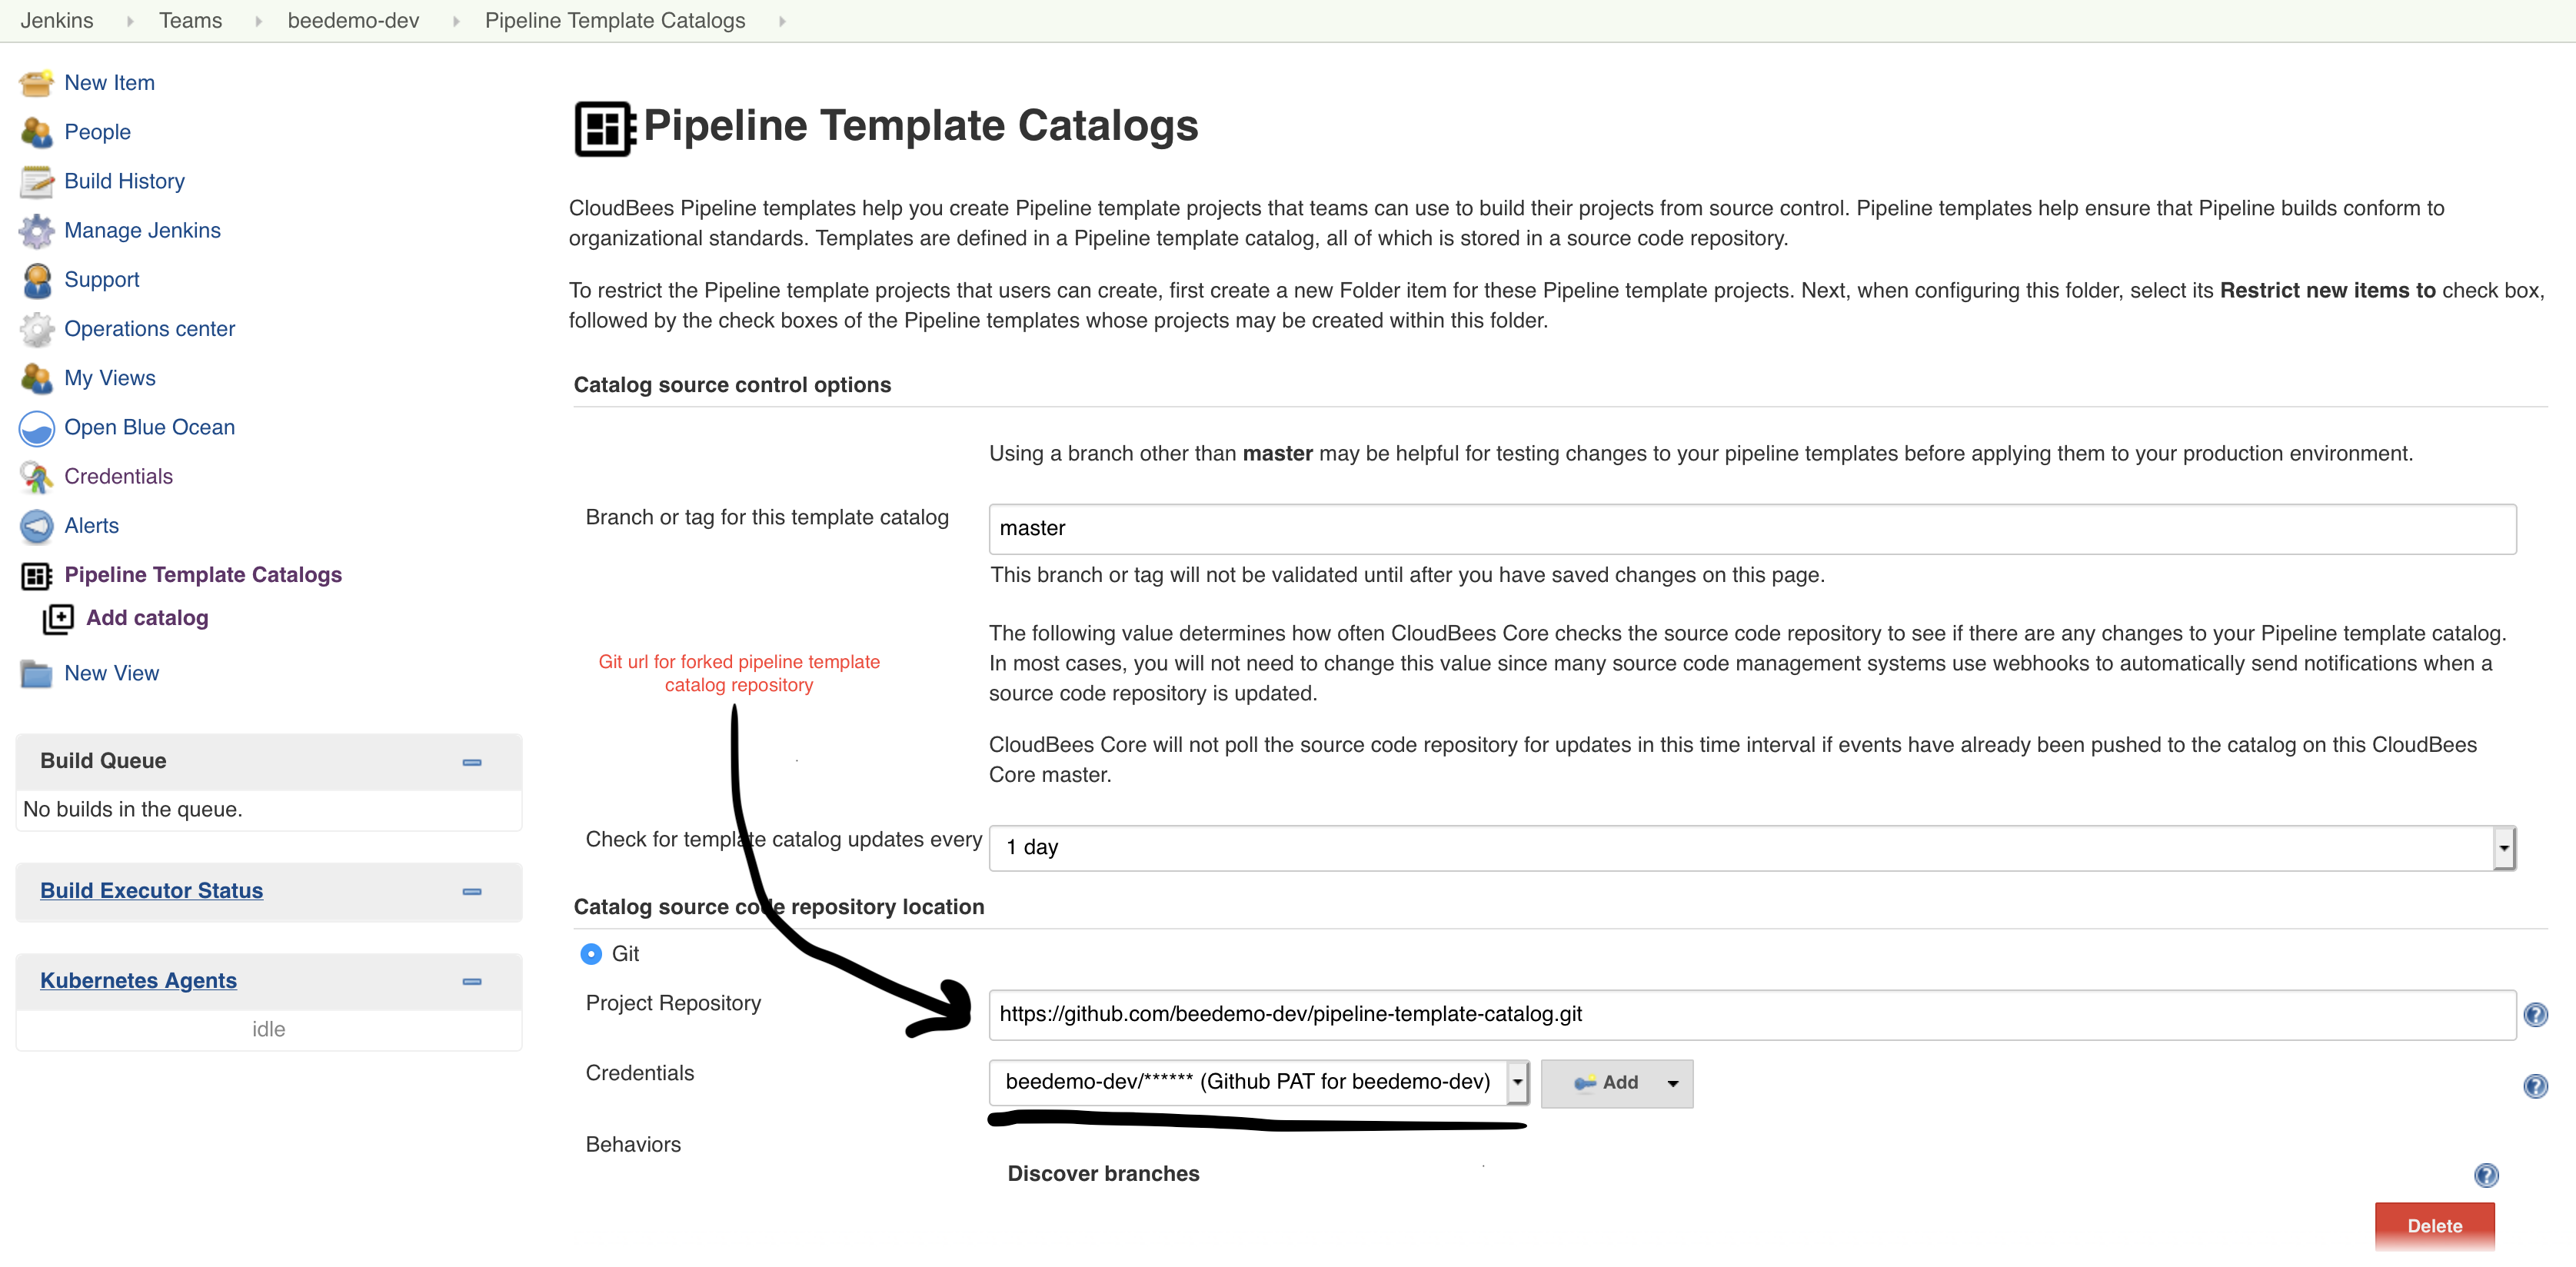 Jenkins Teams beedemo-dev Pipeline Template Catalogs
New Item
People
Build History
Manage Jenkins
Support
Operations center
My Views
Open Blue Ocean
Credentials
Alerts
Pipeline Template Catalogs
Add catalog
New View
Build Queue
No builds in the queue.
Build Executor Status
Kubernetes Agents
idle
Pipeline Template Catalogs
CloudBees Pipeline templates help you create Pipeline template projects that teams can use to build their projects from source control. Pipeline templates help ensure that Pipeline builds conform to
organizational standards. Templates are defined in a Pipeline template catalog, all of which is stored in a source code repository.
To restrict the Pipeline template projects that users can create, first create a new Folder item for these Pipeline template projects. Next, when configuring this folder, select its Restrict new items to check box,
followed by the check boxes of the Pipeline templates whose projects may be created within this folder.
Catalog source control options
Using a branch other than master may be helpful for testing changes to your pipeline templates before applying them to your production environment.
Branch or tag for this template catalog
master
This branch or tag will not be validated until after you have saved changes on this page.
The following value determines how often CloudBees Core checks the source code repository to see if there are any changes to your Pipeline template catalog.
In most cases, you will not need to change this value since many source code management systems use webhooks to automatically send notifications when a
source code repository is updated.
Git url for forked pipeline template
catalog repository
CloudBees Core will not poll the source code repository for updates in this time interval if events have already been pushed to the catalog on this CloudBees
Core master.
Check for template catalog updates every
1 day
Catalog source code repository location
Git
Project Repository
https://github.com/beedemo-dev/pipeline-template-catalog.git
Credentials
beedemo-dev/****** (Github PAT for beedemo-dev)
Add
Behaviors
Discover branches
Delete